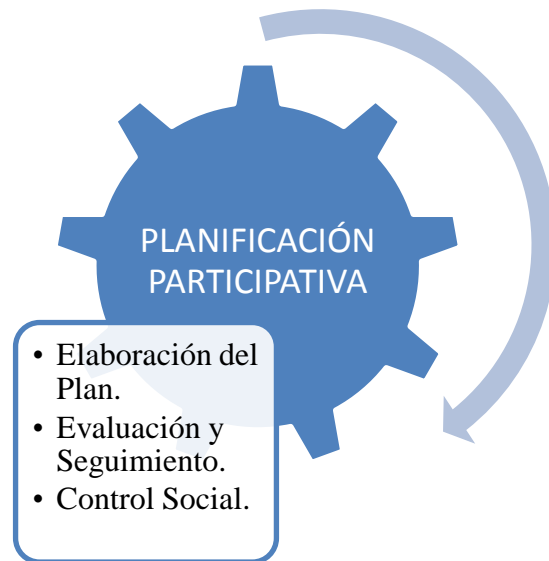 PLANIFICACIÓN
PARTICIPATIVA
• Elaboración del
Plan.
• Evaluación y
Seguimiento.
• Control Social.